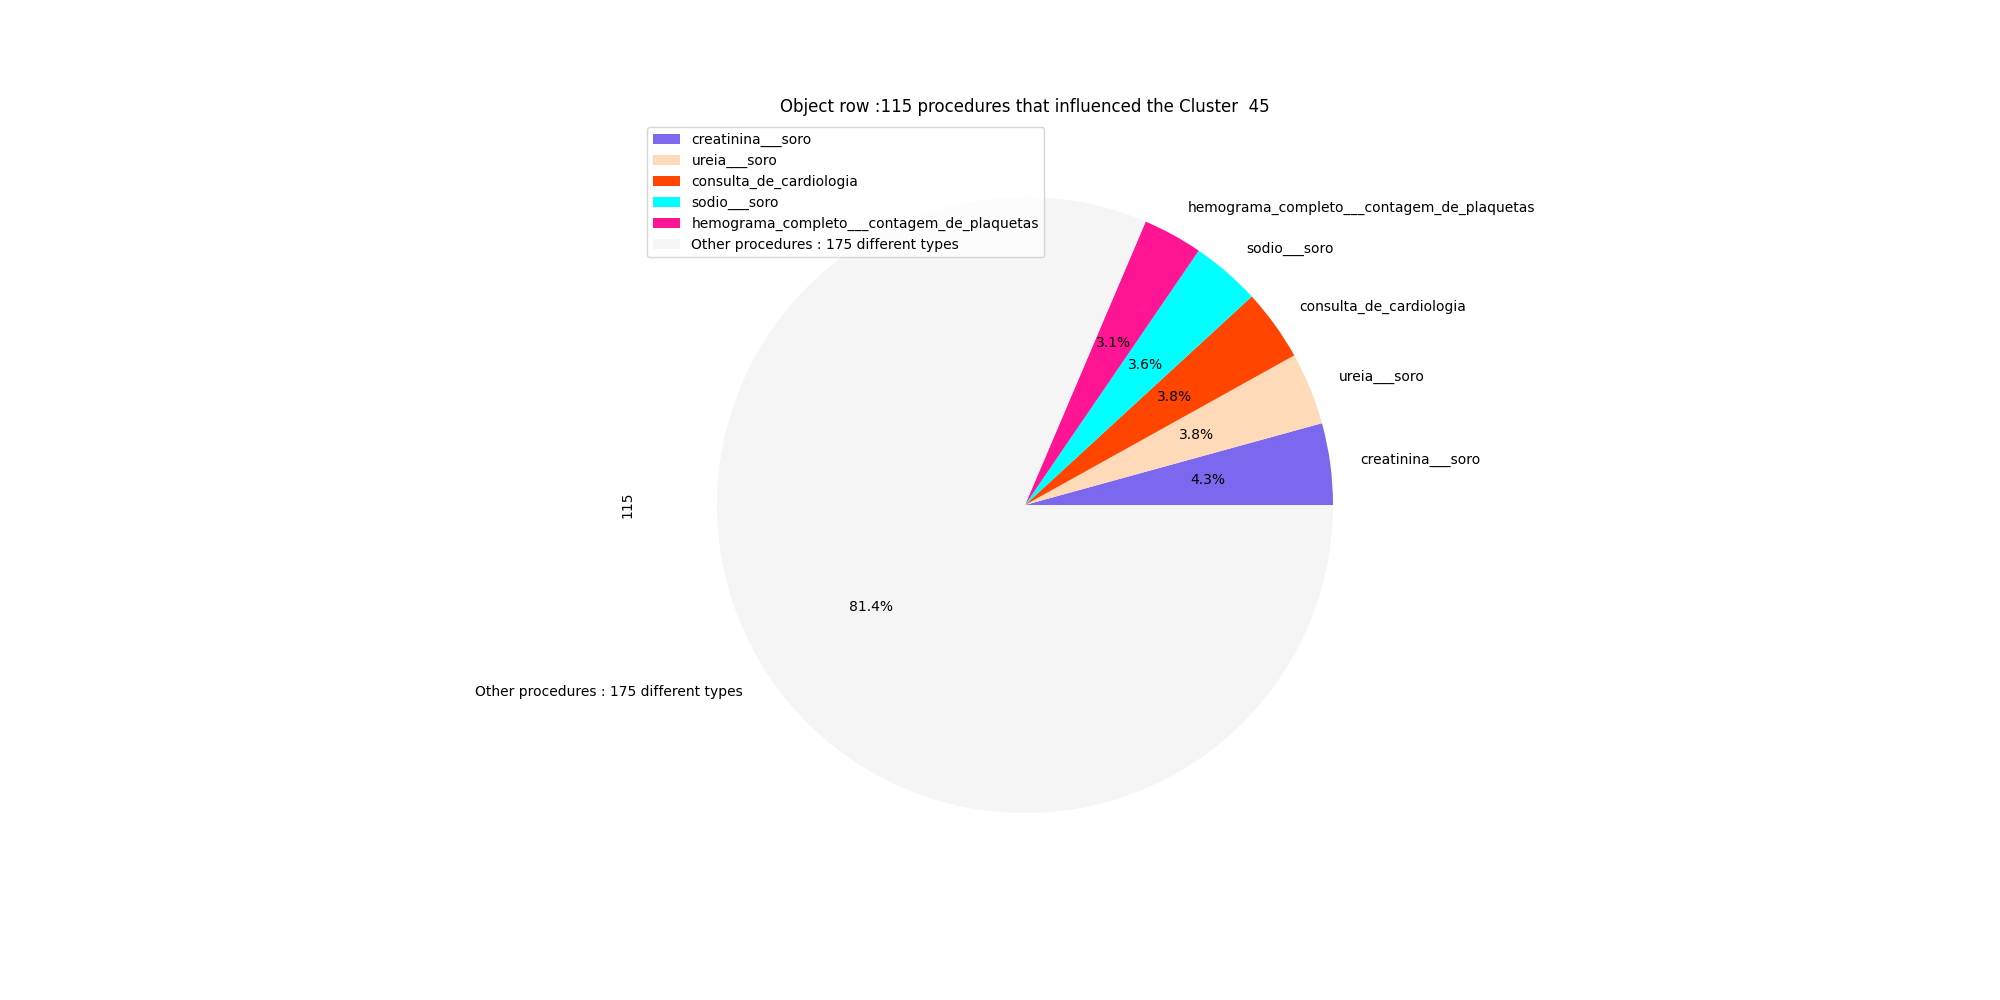 Object row :115 procedures that influenced the Cluster  45
creatinina___soro
ureia___soro
consulta_de_cardiologia
sodio___soro
hemograma_completo___contagem_de_plaquetas
Other procedures : 175 different types
hemograma_completo___contagem_de_plaquetas
sodio___soro
consulta_de_cardiologia
ureia___soro
creatinina___soro
3.1%
3.6%
3.8%
3.8%
4.3%
115
81.4%
Other procedures : 175 different types